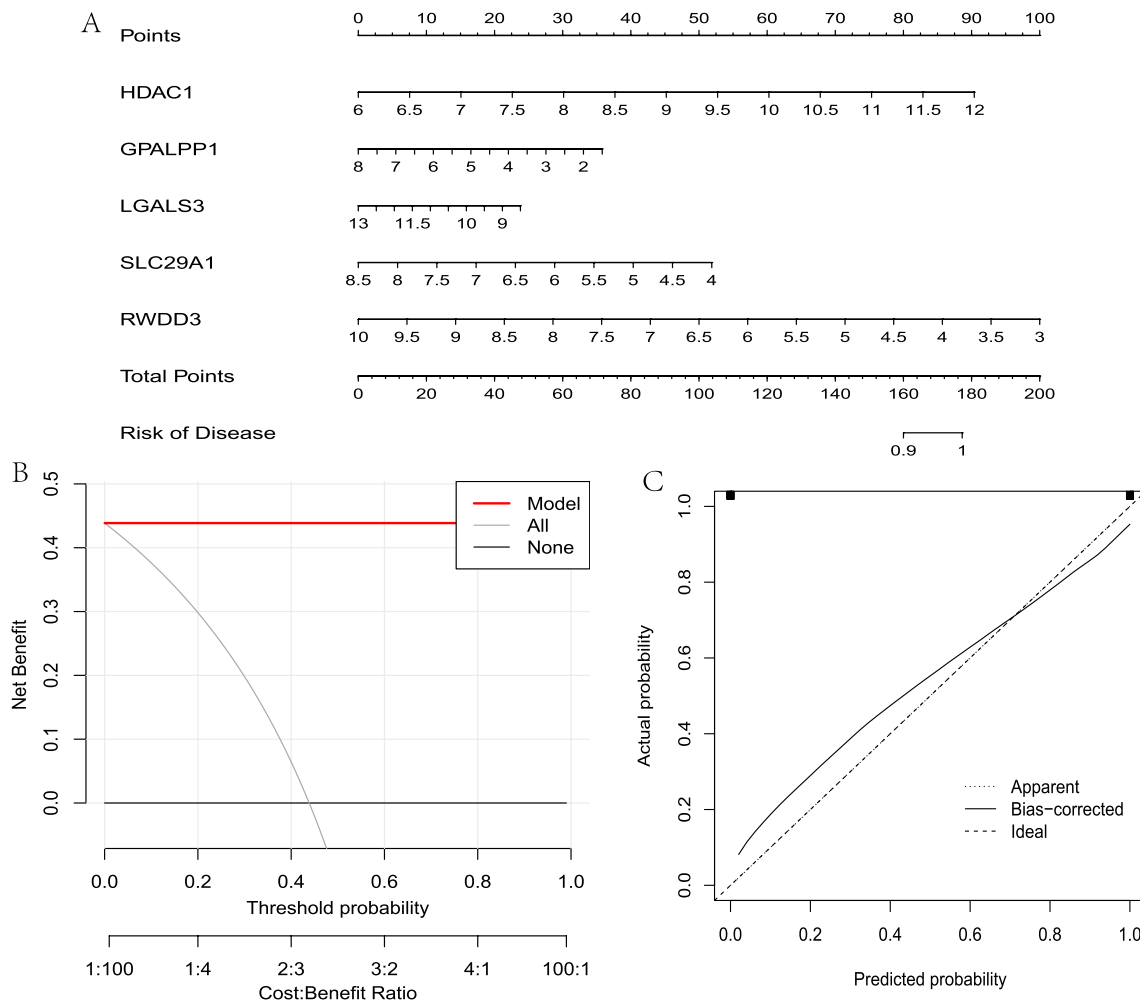 A
Points 0 10 20 30 40 50 60 70 80 90 100
HDAC1 6 6.5 7 7.5 8 8.5 9 9.5 10 10.5 11 11.5 12
GPALPP1 8 7 6 5 4 3 2
LGALS3 13 11.5 10 9
SLC29A1 8.5 8 7.5 7 6.5 6 5.5 5 4.5 4
RWDD3 10 9.5 9 8.5 8 7.5 7 6.5 6 5.5 5 4.5 4 3.5 3
Total Points 0 20 40 60 80 100 120 140 160 180 200
Risk of Disease 0.9 1
B
Net Benefit
0.5
0.4
0.3
0.2
0.1
0.0
Model
All
None
0.0 0.2 0.4 0.6 0.8 1.0
Threshold probability
1:100 1:4 2:3 3:2 4:1 100:1
Cost:Benefit Ratio
C
Actual probability
1.0
0.8
0.6
0.4
0.2
0.0
Apparent
Bias−corrected
Ideal
0.0 0.2 0.4 0.6 0.8 1.0
Predicted probability